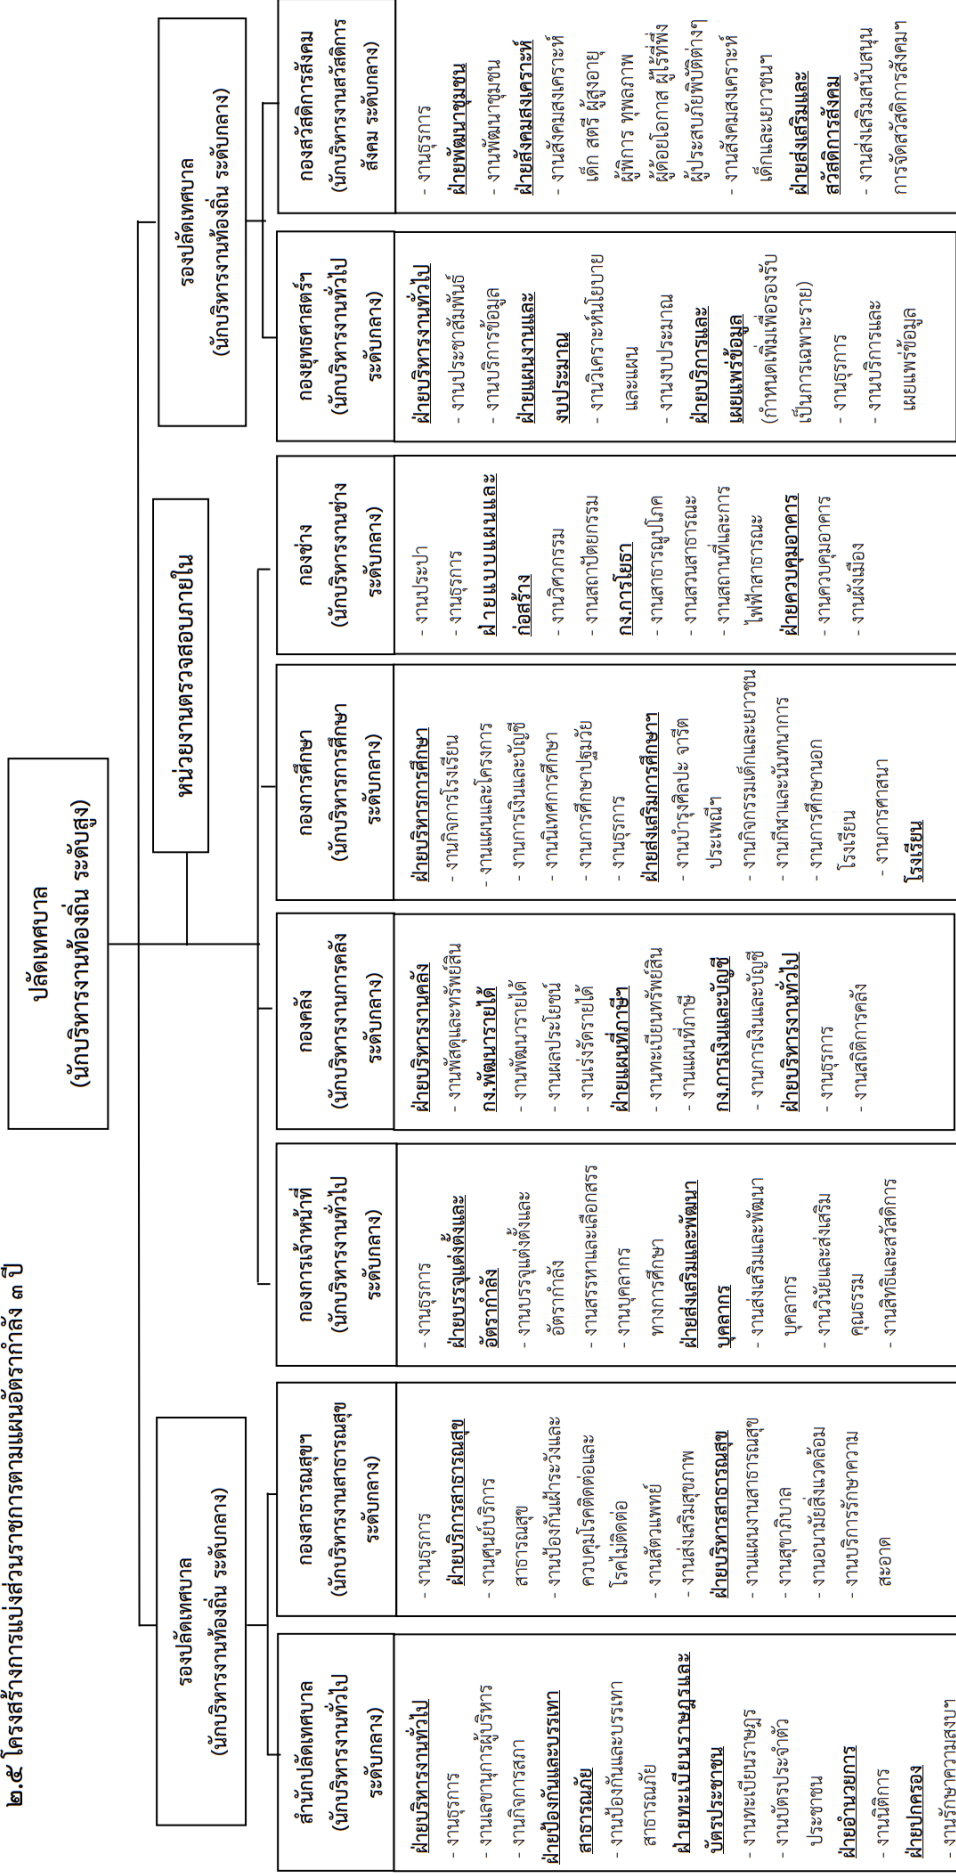 ๒.๕ โครงสร้างการแบ่งส่วนราชการตามแผนอัตรากำลัง ๓ ปี
ปลัดเทศบาล
(นักบริหารงานท้องถิ่น ระดับสูง)
หน่วยงานตรวจสอบภายใน
รองปลัดเทศบาล
(นักบริหารงานท้องถิ่น ระดับกลาง)
รองปลัดเทศบาล
(นักบริหารงานท้องถิ่น ระดับกลาง)
สำนักปลัดเทศบาล
(นักบริหารงานทั่วไป
ระดับกลาง)
ฝ่ายบริหารงานทั่วไป
- งานธุรการ
- งานเลขานุการผู้บริหาร
- งานกิจการสภา
ฝ่ายป้องกันและบรรเทา
สาธารณภัย
- งานป้องกันและบรรเทา
สาธารณภัย
ฝ่ายทะเบียนราษฎรและ
บัตรประชาชน
- งานทะเบียนราษฎร
- งานบัตรประจำตัว
ประชาชน
ฝ่ายอำนวยการ
- งานนิติการ
ฝ่ายปกครอง
- งานรักษาความสงบฯ
กองสาธารณสุขฯ
(นักบริหารงานสาธารณสุข
ระดับกลาง)
- งานธุรการ
ฝ่ายบริการสาธารณสุข
- งานศูนย์บริการ
สาธารณสุข
- งานป้องกันเฝ้าระวังและ
ควบคุมโรคติดต่อและ
โรคไม่ติดต่อ
- งานสัตวแพทย์
- งานส่งเสริมสุขภาพ
ฝ่ายบริหารสาธารณสุข
- งานแผนงานสาธารณสุข
- งานสุขาภิบาล
- งานอนามัยสิ่งแวดล้อม
- งานบริการรักษาความ
สะอาด
กองการเจ้าหน้าที่
(นักบริหารงานทั่วไป
ระดับกลาง)
- งานธุรการ
ฝ่ายบรรจุแต่งตั้งและ
อัตรากำลัง
- งานบรรจุแต่งตั้งและ
อัตรากำลัง
- งานสรรหาและเลือกสรร
- งานบุคลากร
ทางการศึกษา
ฝ่ายส่งเสริมและพัฒนา
บุคลากร
- งานส่งเสริมและพัฒนา
บุคลากร
- งานวินัยและส่งเสริม
คุณธรรม
- งานสิทธิและสวัสดิการ
กองคลัง
(นักบริหารงานการคลัง
ระดับกลาง)
ฝ่ายบริหารงานคลัง
- งานพัสดุและทรัพย์สิน
กง.พัฒนารายได้
- งานพัฒนารายได้
- งานผลประโยชน์
- งานเร่งรัดรายได้
ฝ่ายแผนที่ภาษีฯ
- งานทะเบียนทรัพย์สิน
- งานแผนที่ภาษี
กง.การเงินและบัญชี
- งานการเงินและบัญชี
ฝ่ายบริหารงานทั่วไป
- งานธุรการ
- งานสถิติการคลัง
กองการศึกษา
(นักบริหารการศึกษา
ระดับกลาง)
ฝ่ายบริหารการศึกษา
- งานกิจการโรงเรียน
- งานแผนและโครงการ
- งานการเงินและบัญชี
- งานนิเทศการศึกษา
- งานการศึกษาปฐมวัย
- งานธุรการ
ฝ่ายส่งเสริมการศึกษาฯ
- งานบำรุงศิลปะ จารีต
ประเพณีฯ
- งานกิจกรรมเด็กและเยาวชน
- งานกีฬาและนันทนาการ
- งานการศึกษานอก
โรงเรียน
- งานการศาสนา
โรงเรียน
กองช่าง
(นักบริหารงานช่าง
ระดับกลาง)
- งานประปา
- งานธุรการ
ฝ่ายแบบแผนและ
ก่อสร้าง
- งานวิศวกรรม
- งานสถาปัตยกรรม
กง.การโยธา
- งานสาธารณูปโภค
- งานสวนสาธารณะ
- งานสถานที่และการ
ไฟฟ้าสาธารณะ
ฝ่ายควบคุมอาคาร
- งานควบคุมอาคาร
- งานผังเมือง
กองยุทธศาสตร์ฯ
(นักบริหารงานทั่วไป
ระดับกลาง)
ฝ่ายบริหารงานทั่วไป
- งานประชาสัมพันธ์
- งานบริการข้อมูล
ฝ่ายแผนงานและ
งบประมาณ
- งานวิเคราะห์นโยบาย
และแผน
- งานงบประมาณ
ฝ่ายบริการและ
เผยแพร่ข้อมูล
(กำหนดเพิ่มเพื่อรองรับ
เป็นการเฉพาะราย)
- งานธุรการ
- งานบริการและ
เผยแพร่ข้อมูล
กองสวัสดิการสังคม
(นักบริหารงานสวัสดิการ
สังคม ระดับกลาง)
- งานธุรการ
ฝ่ายพัฒนาชุมชน
- งานพัฒนาชุมชน
ฝ่ายสังคมสงเคราะห์
- งานสังคมสงเคราะห์
เด็ก สตรี ผู้สูงอายุ
ผู้พิการ ทุพลภาพ
ผู้ด้อยโอกาส ผู้ไร้ที่พึ่ง
ผู้ประสบภัยพิบัติต่างๆ
- งานสังคมสงเคราะห์
เด็กและเยาวชนฯ
ฝ่ายส่งเสริมและ
สวัสดิการสังคม
- งานส่งเสริมสนับสนุน
การจัดสวัสดิการสังคมฯ